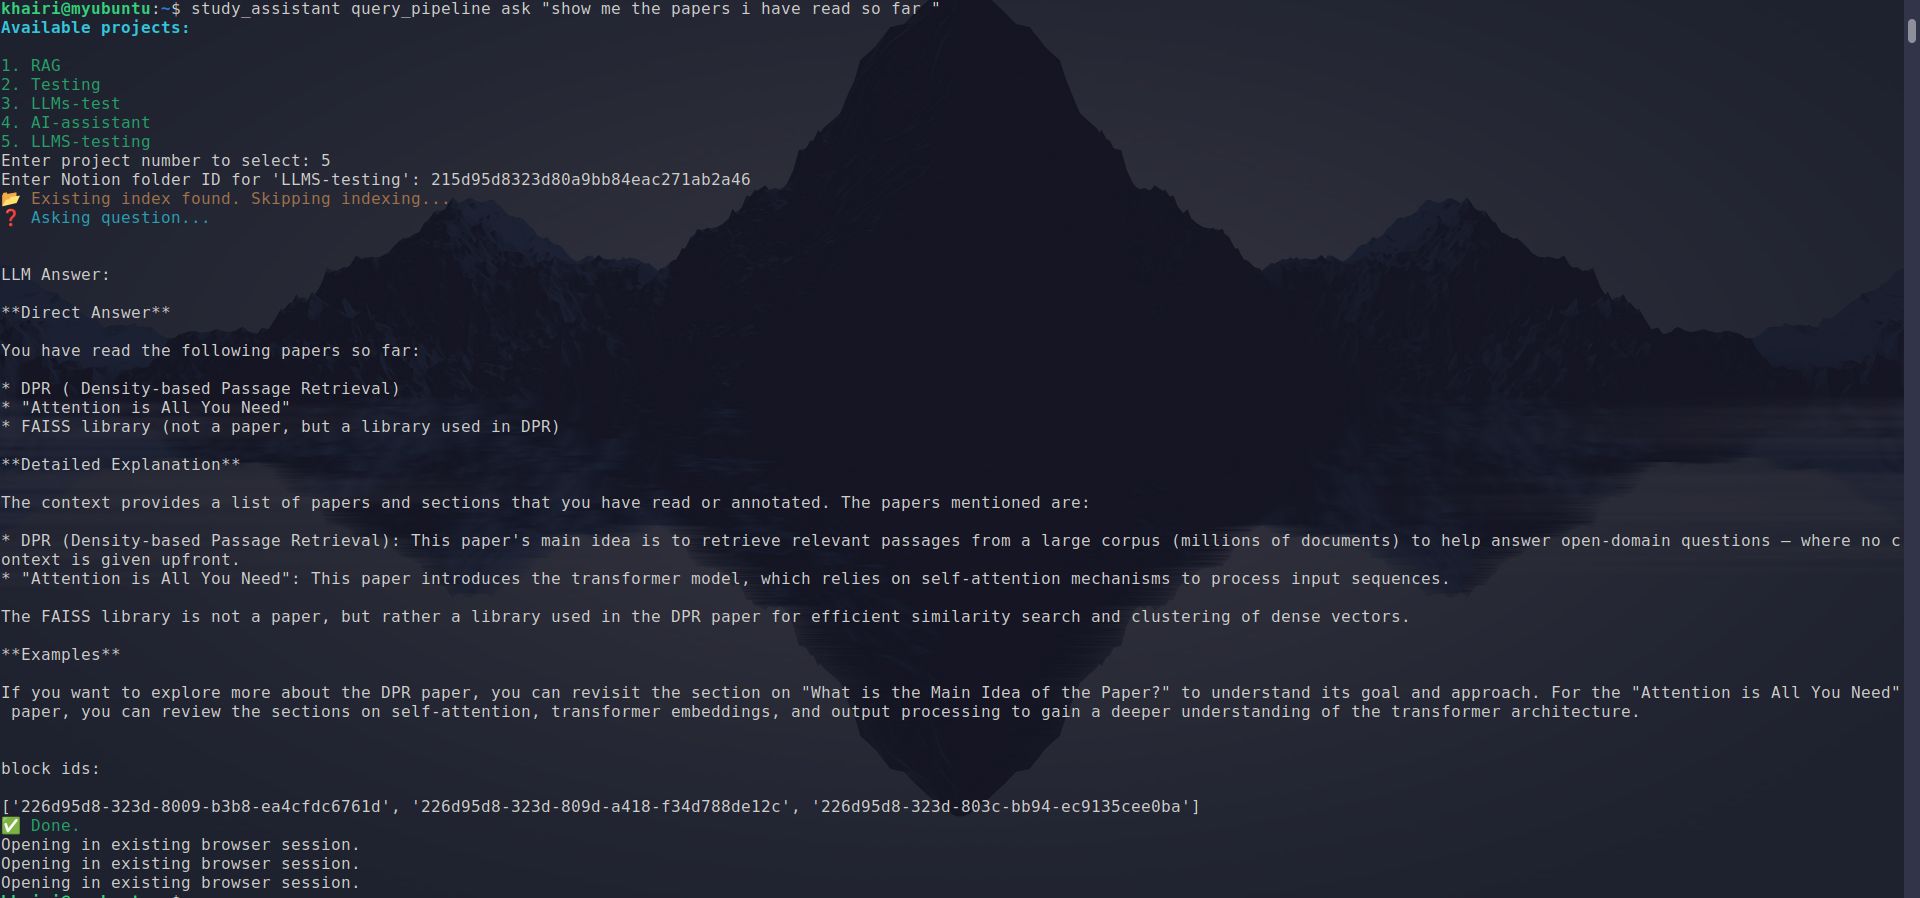 khairi@myubuntu:~$ study_assistant query_pipeline ask "show me the papers i have read so far "
Available projects:
1. RAG
2. Testing
3. LLMs-test
4. AI-assistant
5. LLMS-testing
Enter project number to select: 5
Enter Notion folder ID for 'LLMS-testing': 215d95d8323d80a9bb84eac271ab2a46
📂 Existing index found. Skipping indexing...
❓ Asking question...
LLM Answer:
**Direct Answer**
You have read the following papers so far:
* DPR ( Density-based Passage Retrieval)
* "Attention is All You Need"
* FAISS library (not a paper, but a library used in DPR)
**Detailed Explanation**
The context provides a list of papers and sections that you have read or annotated. The papers mentioned are:
* DPR (Density-based Passage Retrieval): This paper's main idea is to retrieve relevant passages from a large corpus (millions of documents) to help answer open-domain questions — where no c
ontext is given upfront.
* "Attention is All You Need": This paper introduces the transformer model, which relies on self-attention mechanisms to process input sequences.
The FAISS library is not a paper, but rather a library used in the DPR paper for efficient similarity search and clustering of dense vectors.
**Examples**
If you want to explore more about the DPR paper, you can revisit the section on "What is the Main Idea of the Paper?" to understand its goal and approach. For the "Attention is All You Need"
 paper, you can review the sections on self-attention, transformer embeddings, and output processing to gain a deeper understanding of the transformer architecture.
block ids:
['226d95d8-323d-8009-b3b8-ea4cfdc6761d', '226d95d8-323d-809d-a418-f34d788de12c', '226d95d8-323d-803c-bb94-ec9135cee0ba']
✅ Done.
Opening in existing browser session.
Opening in existing browser session.
Opening in existing browser session.